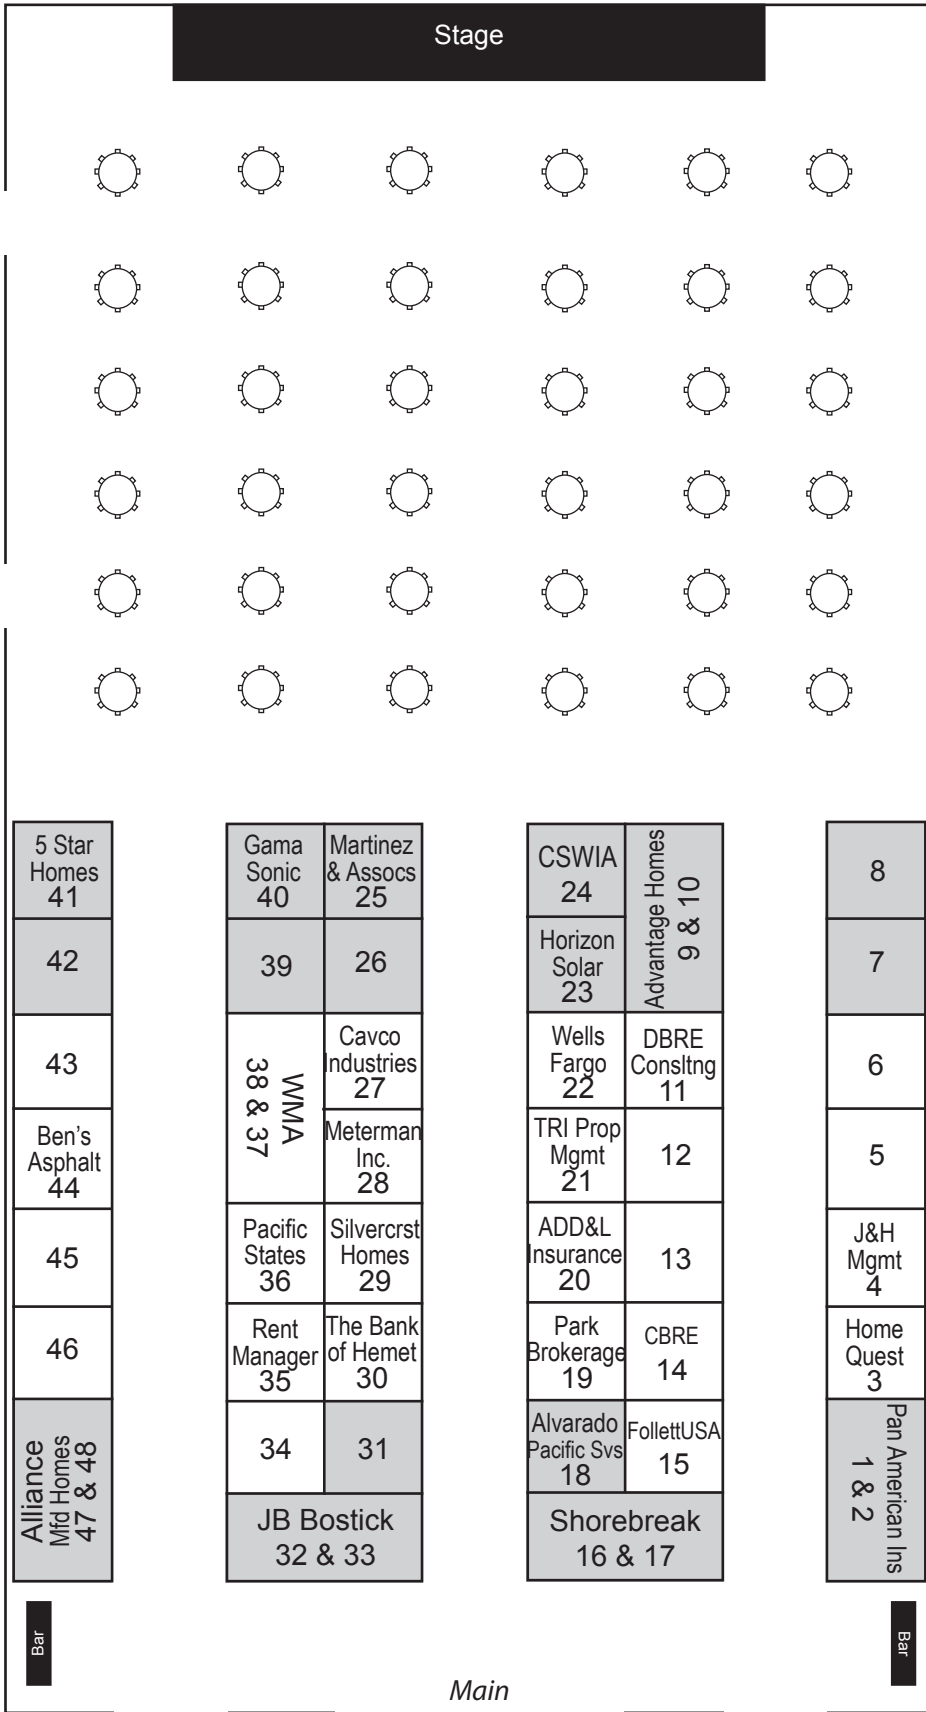 Stage
5 Star
Homes
41
42
43
Ben's
Asphalt
44
45
46
Alliance
Mfd Homes
47 & 48
Gama
Sonic
40
Martinez
& Assocs
25
39
26
WMA
38 & 37
Cavco
Industries
27
Meterman
Inc.
28
Pacific
States
36
Silvercrst
Homes
29
Rent
Manager
35
The Bank
of Hemet
30
34
31
JB Bostick
32 & 33
CSWIA
24
Advantage Homes
9 & 10
Horizon
Solar
23
Wells
Fargo
22
DBRE
Consltng
11
TRI Prop
Mgmt
21
12
ADD&L
Insurance
20
13
Park
Brokerage
19
CBRE
14
Alvarado
Pacific Svs
18
FollettUSA
15
Shorebreak
16 & 17
8
7
6
5
J&H
Mgmt
4
Home
Quest
3
Pan American Ins
1 & 2
Bar
Bar
Main